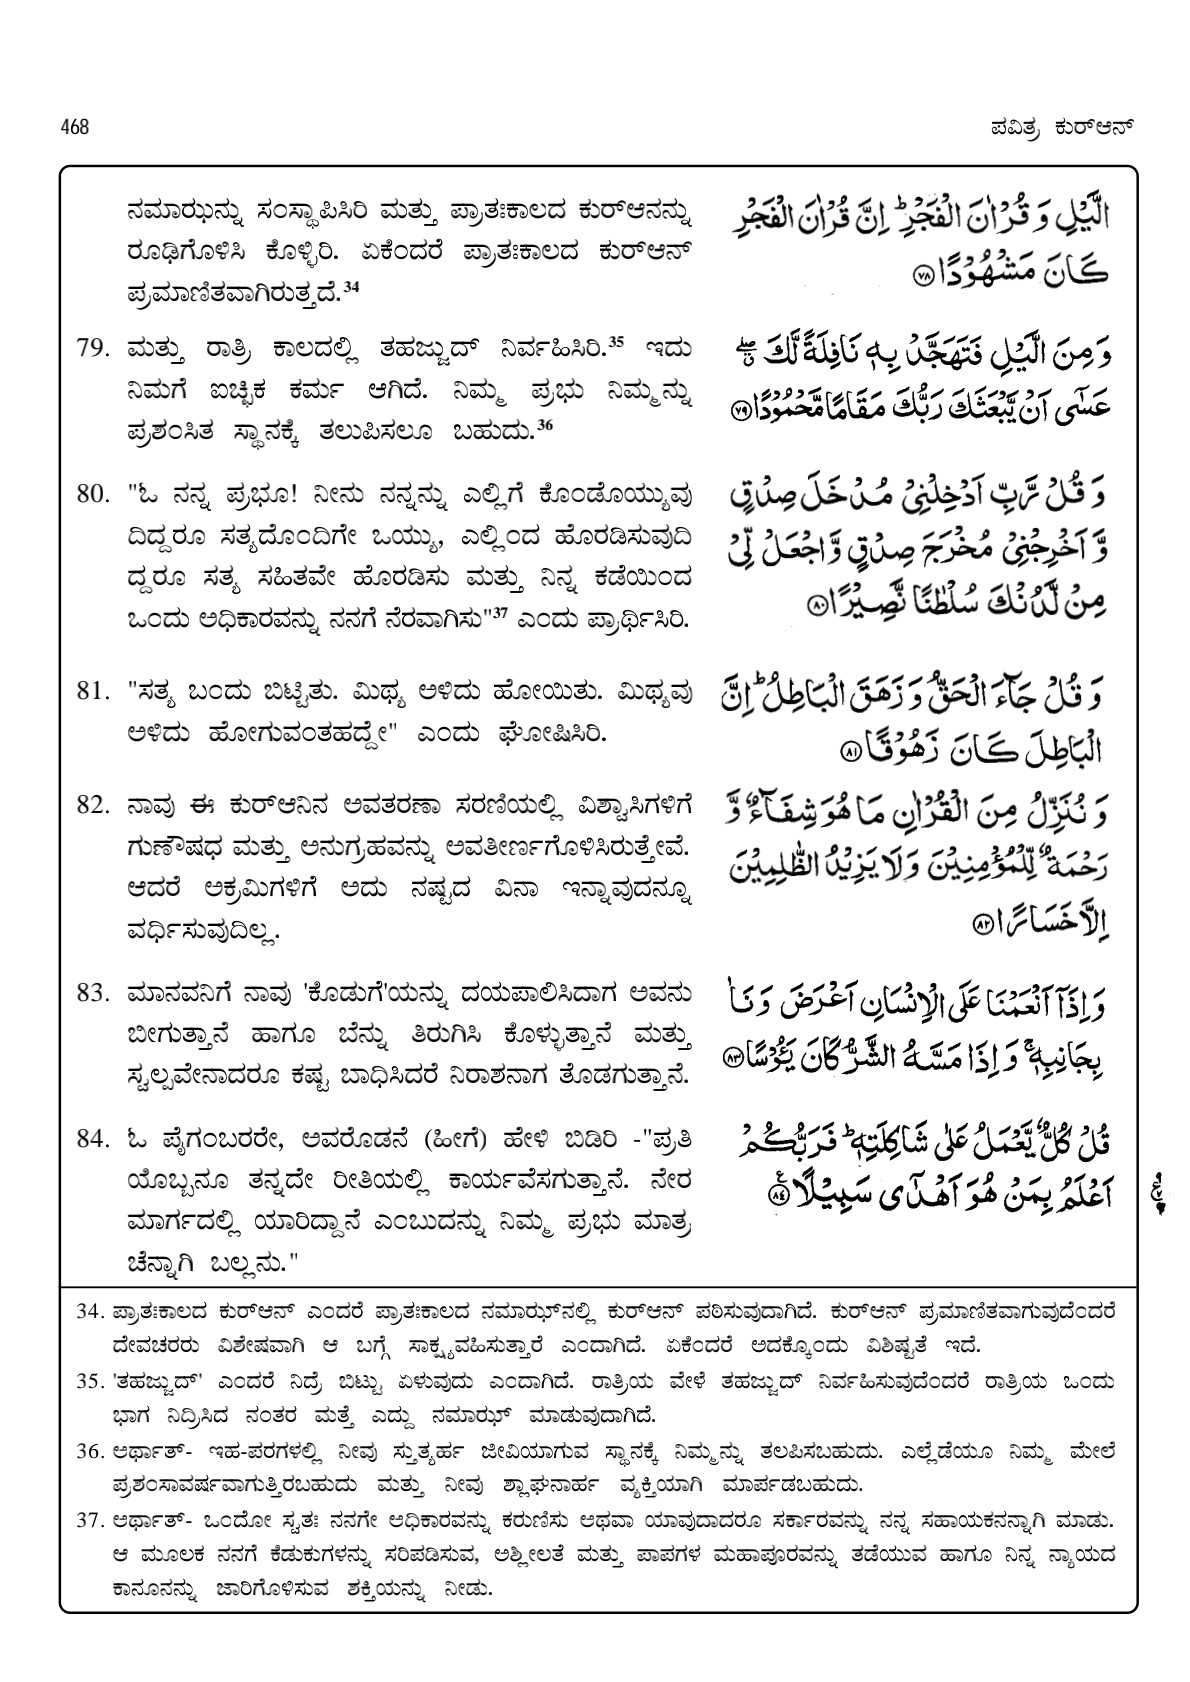 468
ಪವಿತ್ರ ಕುರ್‌ಆನ್
ನಮಾಝನ್ನು ಸಂಸ್ಥಾಪಿಸಿರಿ ಮತ್ತು ಪ್ರಾತಃಕಾಲದ ಕುರ್‌ಆನನ್ನು
ರೂಢಿಗೊಳಿಸಿ ಕೊಳ್ಳಿರಿ. ಏಕೆಂದರೆ ಪ್ರಾತಃಕಾಲದ ಕುರ್‌ಆನ್
ಪ್ರಮಾಣಿತವಾಗಿರುತ್ತದೆ.³⁴
الَّيْلِ وَ قُرْاٰنَ الْفَجْرِ ؕ اِنَّ قُرْاٰنَ الْفَجْرِ
كَانَ مَشْهُوْدًا ﴿۷۸﴾
79. ಮತ್ತು ರಾತ್ರಿ ಕಾಲದಲ್ಲಿ ತಹಜ್ಜುದ್ ನಿರ್ವಹಿಸಿರಿ.³⁵ ಇದು
ನಿಮಗೆ ಐಚ್ಛಿಕ ಕರ್ಮ ಆಗಿದೆ. ನಿಮ್ಮ ಪ್ರಭು ನಿಮ್ಮನ್ನು
ಪ್ರಶಂಸಿತ ಸ್ಥಾನಕ್ಕೆ ತಲುಪಿಸಲೂ ಬಹುದು.³⁶
وَ مِنَ الَّيْلِ فَتَهَجَّدْ بِهٖ نَافِلَةً لَّكَ ۖۗ
عَسٰۤى اَنْ يَّبْعَثَكَ رَبُّكَ مَقَامًا مَّحْمُوْدًا ﴿۷۹﴾
80. "ಓ ನನ್ನ ಪ್ರಭೂ! ನೀನು ನನ್ನನ್ನು ಎಲ್ಲಿಗೆ ಕೊಂಡೊಯ್ಯುವು
ದಿದ್ದರೂ ಸತ್ಯದೊಂದಿಗೇ ಒಯ್ಯು, ಎಲ್ಲಿಂದ ಹೊರಡಿಸುವುದಿ
ದ್ದರೂ ಸತ್ಯ ಸಹಿತವೇ ಹೊರಡಿಸು ಮತ್ತು ನಿನ್ನ ಕಡೆಯಿಂದ
ಒಂದು ಅಧಿಕಾರವನ್ನು ನನಗೆ ನೆರವಾಗಿಸು"³⁷ ಎಂದು ಪ್ರಾರ್ಥಿಸಿರಿ.
وَ قُلْ رَّبِّ اَدْخِلْنِيْ مُدْخَلَ صِدْقٍ
وَّ اَخْرِجْنِيْ مُخْرَجَ صِدْقٍ وَّ اجْعَلْ لِّيْ
مِنْ لَّدُنْكَ سُلْطٰنًا نَّصِيْرًا ﴿۸۰﴾
81. "ಸತ್ಯ ಬಂದು ಬಿಟ್ಟಿತು. ಮಿಥ್ಯ ಅಳಿದು ಹೋಯಿತು. ಮಿಥ್ಯವು
ಅಳಿದು ಹೋಗುವಂತಹದ್ದೇ" ಎಂದು ಘೋಷಿಸಿರಿ.
وَ قُلْ جَآءَ الْحَقُّ وَ زَهَقَ الْبَاطِلُ ؕ اِنَّ
الْبَاطِلَ كَانَ زَهُوْقًا ﴿۸۱﴾
82. ನಾವು ಈ ಕುರ್‌ಆನಿನ ಅವತರಣಾ ಸರಣಿಯಲ್ಲಿ ವಿಶ್ವಾಸಿಗಳಿಗೆ
ಗುಣೌಷಧ ಮತ್ತು ಅನುಗ್ರಹವನ್ನು ಅವತೀರ್ಣಗೊಳಿಸಿರುತ್ತೇವೆ.
ಆದರೆ ಅಕ್ರಮಿಗಳಿಗೆ ಅದು ನಷ್ಟದ ವಿನಾ ಇನ್ನಾವುದನ್ನೂ
ವರ್ಧಿಸುವುದಿಲ್ಲ.
وَ نُنَزِّلُ مِنَ الْقُرْاٰنِ مَا هُوَ شِفَآءٌ وَّ
رَحْمَةٌ لِّلْمُؤْمِنِيْنَ ۙ وَ لَا يَزِيْدُ الظّٰلِمِيْنَ
اِلَّا خَسَارًا ﴿۸۲﴾
83. ಮಾನವನಿಗೆ ನಾವು 'ಕೊಡುಗೆ'ಯನ್ನು ದಯಪಾಲಿಸಿದಾಗ ಅವನು
ಬೀಗುತ್ತಾನೆ ಹಾಗೂ ಬೆನ್ನು ತಿರುಗಿಸಿ ಕೊಳ್ಳುತ್ತಾನೆ ಮತ್ತು
ಸ್ವಲ್ಪವೇನಾದರೂ ಕಷ್ಟ ಬಾಧಿಸಿದರೆ ನಿರಾಶನಾಗ ತೊಡಗುತ್ತಾನೆ.
وَ اِذَاۤ اَنْعَمْنَا عَلَى الْاِنْسَانِ اَعْرَضَ وَ نَاٰ
بِجَانِبِهٖ ۚ وَ اِذَا مَسَّهُ الشَّرُّ كَانَ يَـُٔوْسًا ﴿۸۳﴾
84. ಓ ಪೈಗಂಬರರೇ, ಅವರೊಡನೆ (ಹೀಗೆ) ಹೇಳಿ ಬಿಡಿರಿ -"ಪ್ರತಿ
ಯೊಬ್ಬನೂ ತನ್ನದೇ ರೀತಿಯಲ್ಲಿ ಕಾರ್ಯವೆಸಗುತ್ತಾನೆ. ನೇರ
ಮಾರ್ಗದಲ್ಲಿ ಯಾರಿದ್ದಾನೆ ಎಂಬುದನ್ನು ನಿಮ್ಮ ಪ್ರಭು ಮಾತ್ರ
ಚೆನ್ನಾಗಿ ಬಲ್ಲನು."
قُلْ كُلٌّ يَّعْمَلُ عَلٰى شَاكِلَتِهٖ ؕ فَرَبُّكُمْ
اَعْلَمُ بِمَنْ هُوَ اَهْدٰى سَبِيْلًا ﴿۸۴﴾
34. ಪ್ರಾತಃಕಾಲದ ಕುರ್‌ಆನ್ ಎಂದರೆ ಪ್ರಾತಃಕಾಲದ ನಮಾಝ್‌ನಲ್ಲಿ ಕುರ್‌ಆನ್ ಪಠಿಸುವುದಾಗಿದೆ. ಕುರ್‌ಆನ್ ಪ್ರಮಾಣಿತವಾಗುವುದೆಂದರೆ
ದೇವಚರರು ವಿಶೇಷವಾಗಿ ಆ ಬಗ್ಗೆ ಸಾಕ್ಷ್ಯವಹಿಸುತ್ತಾರೆ ಎಂದಾಗಿದೆ. ಏಕೆಂದರೆ ಅದಕ್ಕೊಂದು ವಿಶಿಷ್ಟತೆ ಇದೆ.
35. 'ತಹಜ್ಜುದ್' ಎಂದರೆ ನಿದ್ರೆ ಬಿಟ್ಟು ಏಳುವುದು ಎಂದಾಗಿದೆ. ರಾತ್ರಿಯ ವೇಳೆ ತಹಜ್ಜುದ್ ನಿರ್ವಹಿಸುವುದೆಂದರೆ ರಾತ್ರಿಯ ಒಂದು
ಭಾಗ ನಿದ್ರಿಸಿದ ನಂತರ ಮತ್ತೆ ಎದ್ದು ನಮಾಝ್ ಮಾಡುವುದಾಗಿದೆ.
36. ಅರ್ಥಾತ್- ಇಹ-ಪರಗಳಲ್ಲಿ ನೀವು ಸ್ತುತ್ಯರ್ಹ ಜೀವಿಯಾಗುವ ಸ್ಥಾನಕ್ಕೆ ನಿಮ್ಮನ್ನು ತಲಪಿಸಬಹುದು. ಎಲ್ಲೆಡೆಯೂ ನಿಮ್ಮ ಮೇಲೆ
ಪ್ರಶಂಸಾವರ್ಷವಾಗುತ್ತಿರಬಹುದು ಮತ್ತು ನೀವು ಶ್ಲಾಘನಾರ್ಹ ವ್ಯಕ್ತಿಯಾಗಿ ಮಾರ್ಪಡಬಹುದು.
37. ಅರ್ಥಾತ್- ಒಂದೋ ಸ್ವತಃ ನನಗೇ ಅಧಿಕಾರವನ್ನು ಕರುಣಿಸು ಅಥವಾ ಯಾವುದಾದರೂ ಸರ್ಕಾರವನ್ನು ನನ್ನ ಸಹಾಯಕನನ್ನಾಗಿ ಮಾಡು.
ಆ ಮೂಲಕ ನನಗೆ ಕೆಡುಕುಗಳನ್ನು ಸರಿಪಡಿಸುವ, ಅಶ್ಲೀಲತೆ ಮತ್ತು ಪಾಪಗಳ ಮಹಾಪೂರವನ್ನು ತಡೆಯುವ ಹಾಗೂ ನಿನ್ನ ನ್ಯಾಯದ
ಕಾನೂನನ್ನು ಜಾರಿಗೊಳಿಸುವ ಶಕ್ತಿಯನ್ನು ನೀಡು.